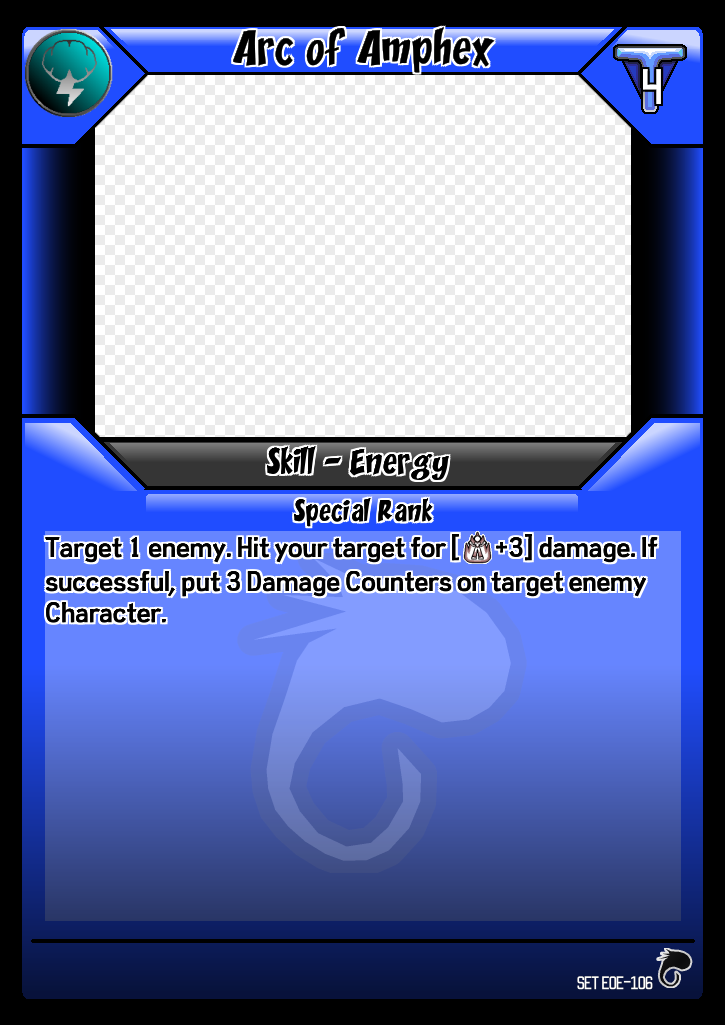 Arc of Amphex
4
Skill - Energy
Special Rank
Target 1 enemy. Hit your target for [ A +3] damage. If
successful, put 3 Damage Counters on target enemy
Character.
SET EOE-106